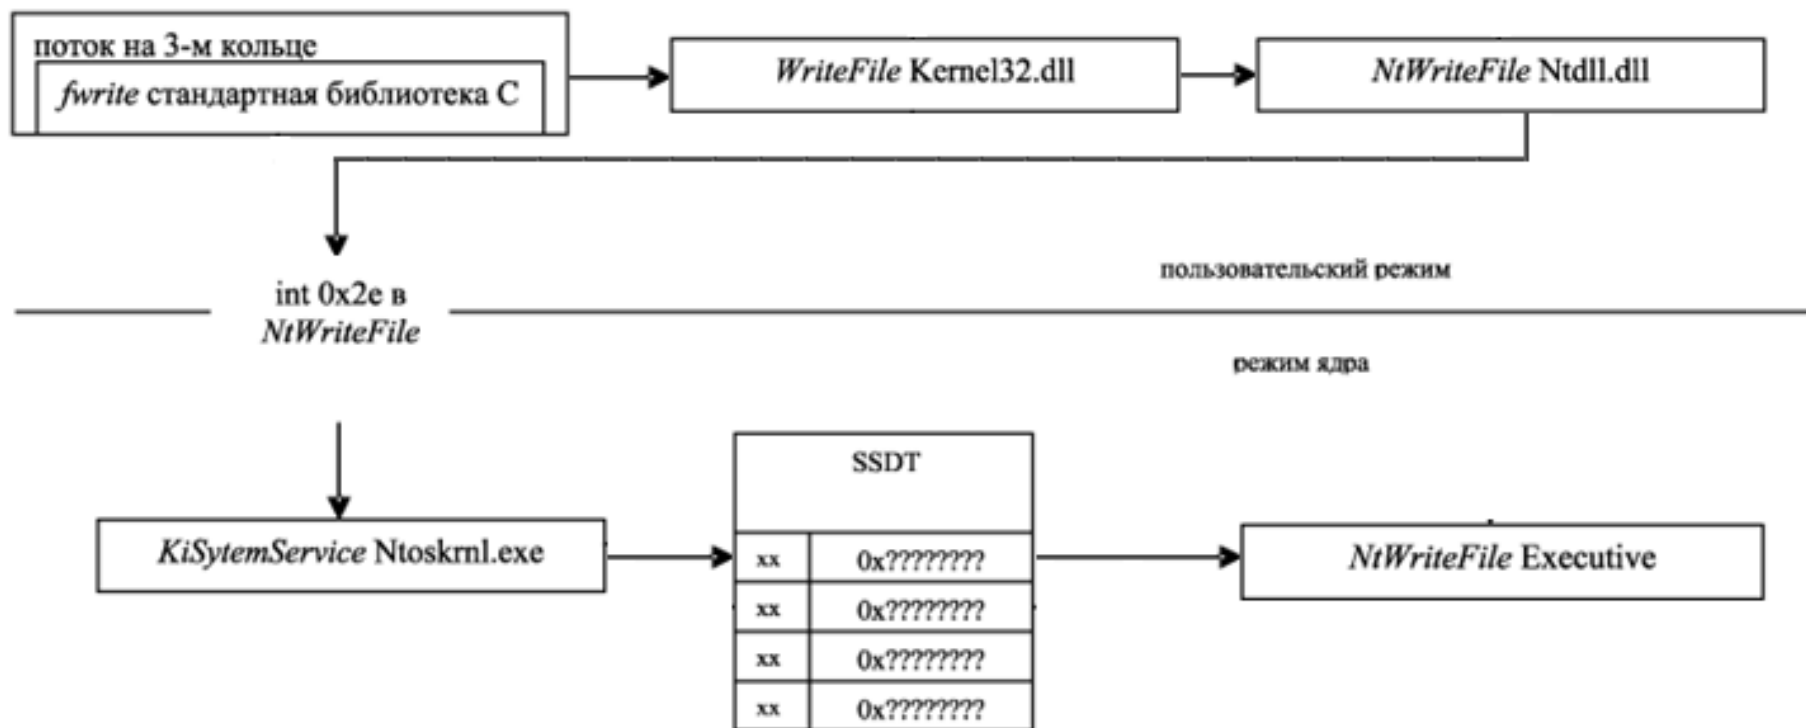 поток на 3-м кольце
fwrite стандартная библиотека C
WriteFile Kernel32.dll
NtWriteFile Ntdll.dll
int 0x2e в
NtWriteFile
пользовательский режим
режим ядра
KiSytemService Ntoskrnl.exe
SSDT
xx 0x????????
xx 0x????????
xx 0x????????
xx 0x????????
NtWriteFile Executive